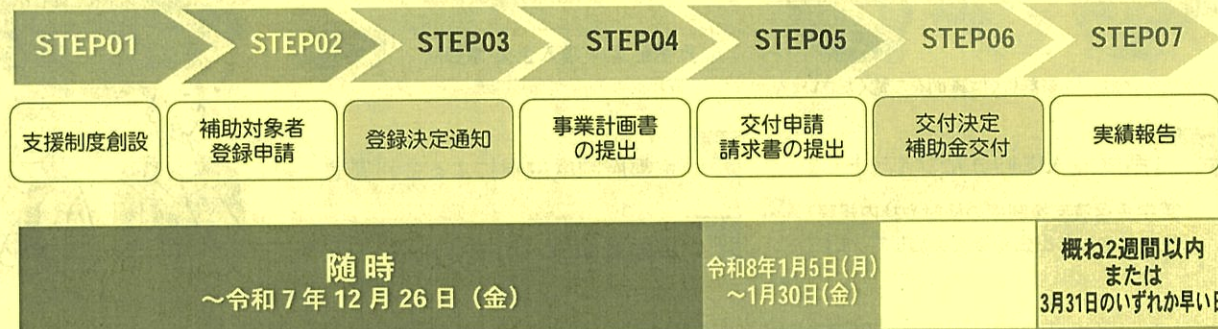 STEP01
STEP02
STEP03
STEP04
STEP05
STEP06
STEP07
支援制度創設
補助対象者
登録申請
登録決定通知
事業計画書
の提出
交付申請
請求書の提出
交付決定
補助金交付
実績報告
随時
～令和7年12月26日（金）
令和8年1月5日(月)
～1月30日(金)
概ね2週間以内
または
3月31日のいずれか早い日